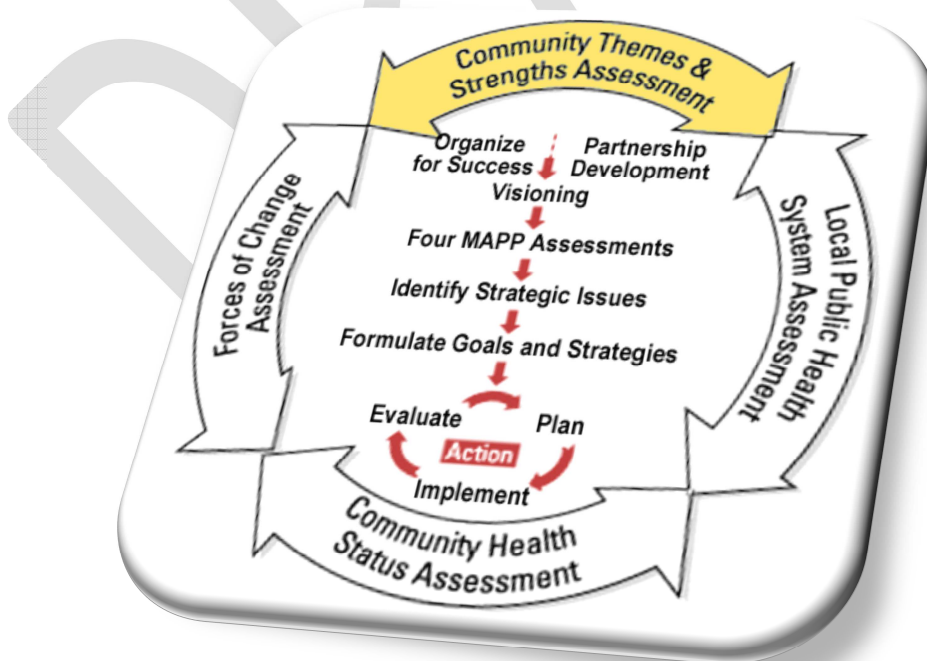 Community Themes &
Strengths Assessment
Organize
for Success
Partnership
Development
Visioning
Four MAPP Assessments
Identify Strategic Issues
Formulate Goals and Strategies
Evaluate
Plan
Action
Implement
Forces of Change
Assessment
Local Public Health
System Assessment
Community Health
Status Assessment